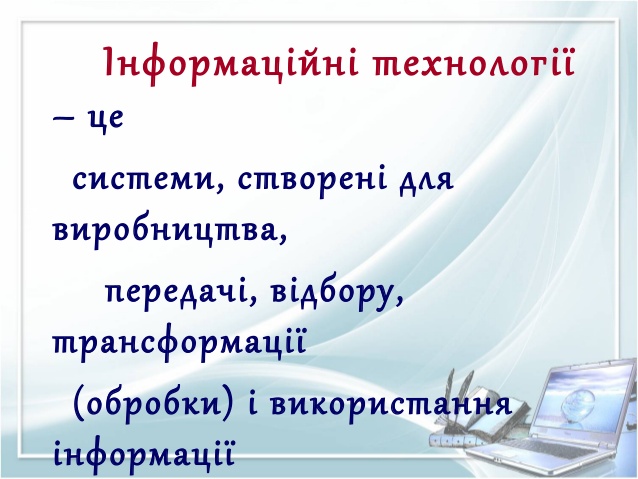 Інформаційні технології
– це
системи, створені для
виробництва,
передачі, відбору,
трансформації
(обробки) і використання
інформації